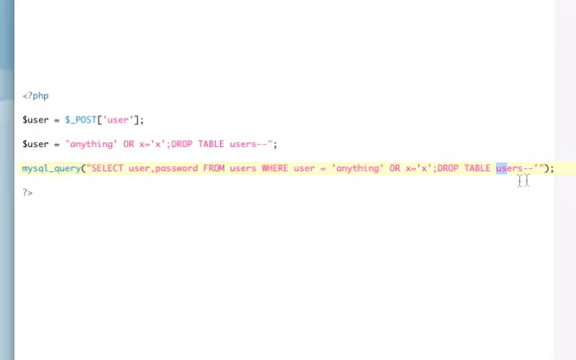 <?php
$user = $_POST['user'];
$user = "anything' OR x='x';DROP TABLE users--";
mysql_query("SELECT user,password FROM users WHERE user = 'anything' OR x='x';DROP TABLE users--'");
?>